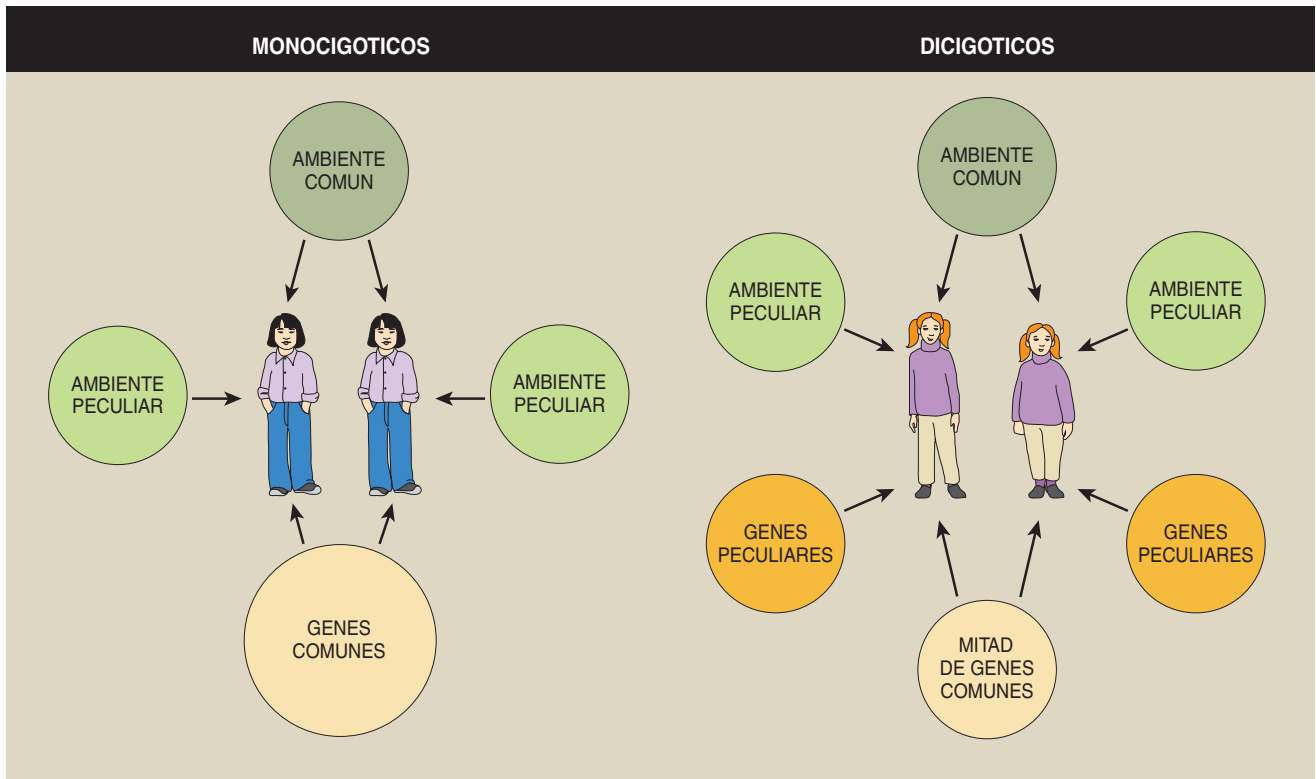 MONOCIGOTICOS
AMBIENTE
COMUN
AMBIENTE
PECULIAR
AMBIENTE
PECULIAR
GENES
COMUNES
DICIGOTICOS
AMBIENTE
COMUN
AMBIENTE
PECULIAR
AMBIENTE
PECULIAR
GENES
PECULIARES
GENES
PECULIARES
MITAD
DE GENES
COMUNES